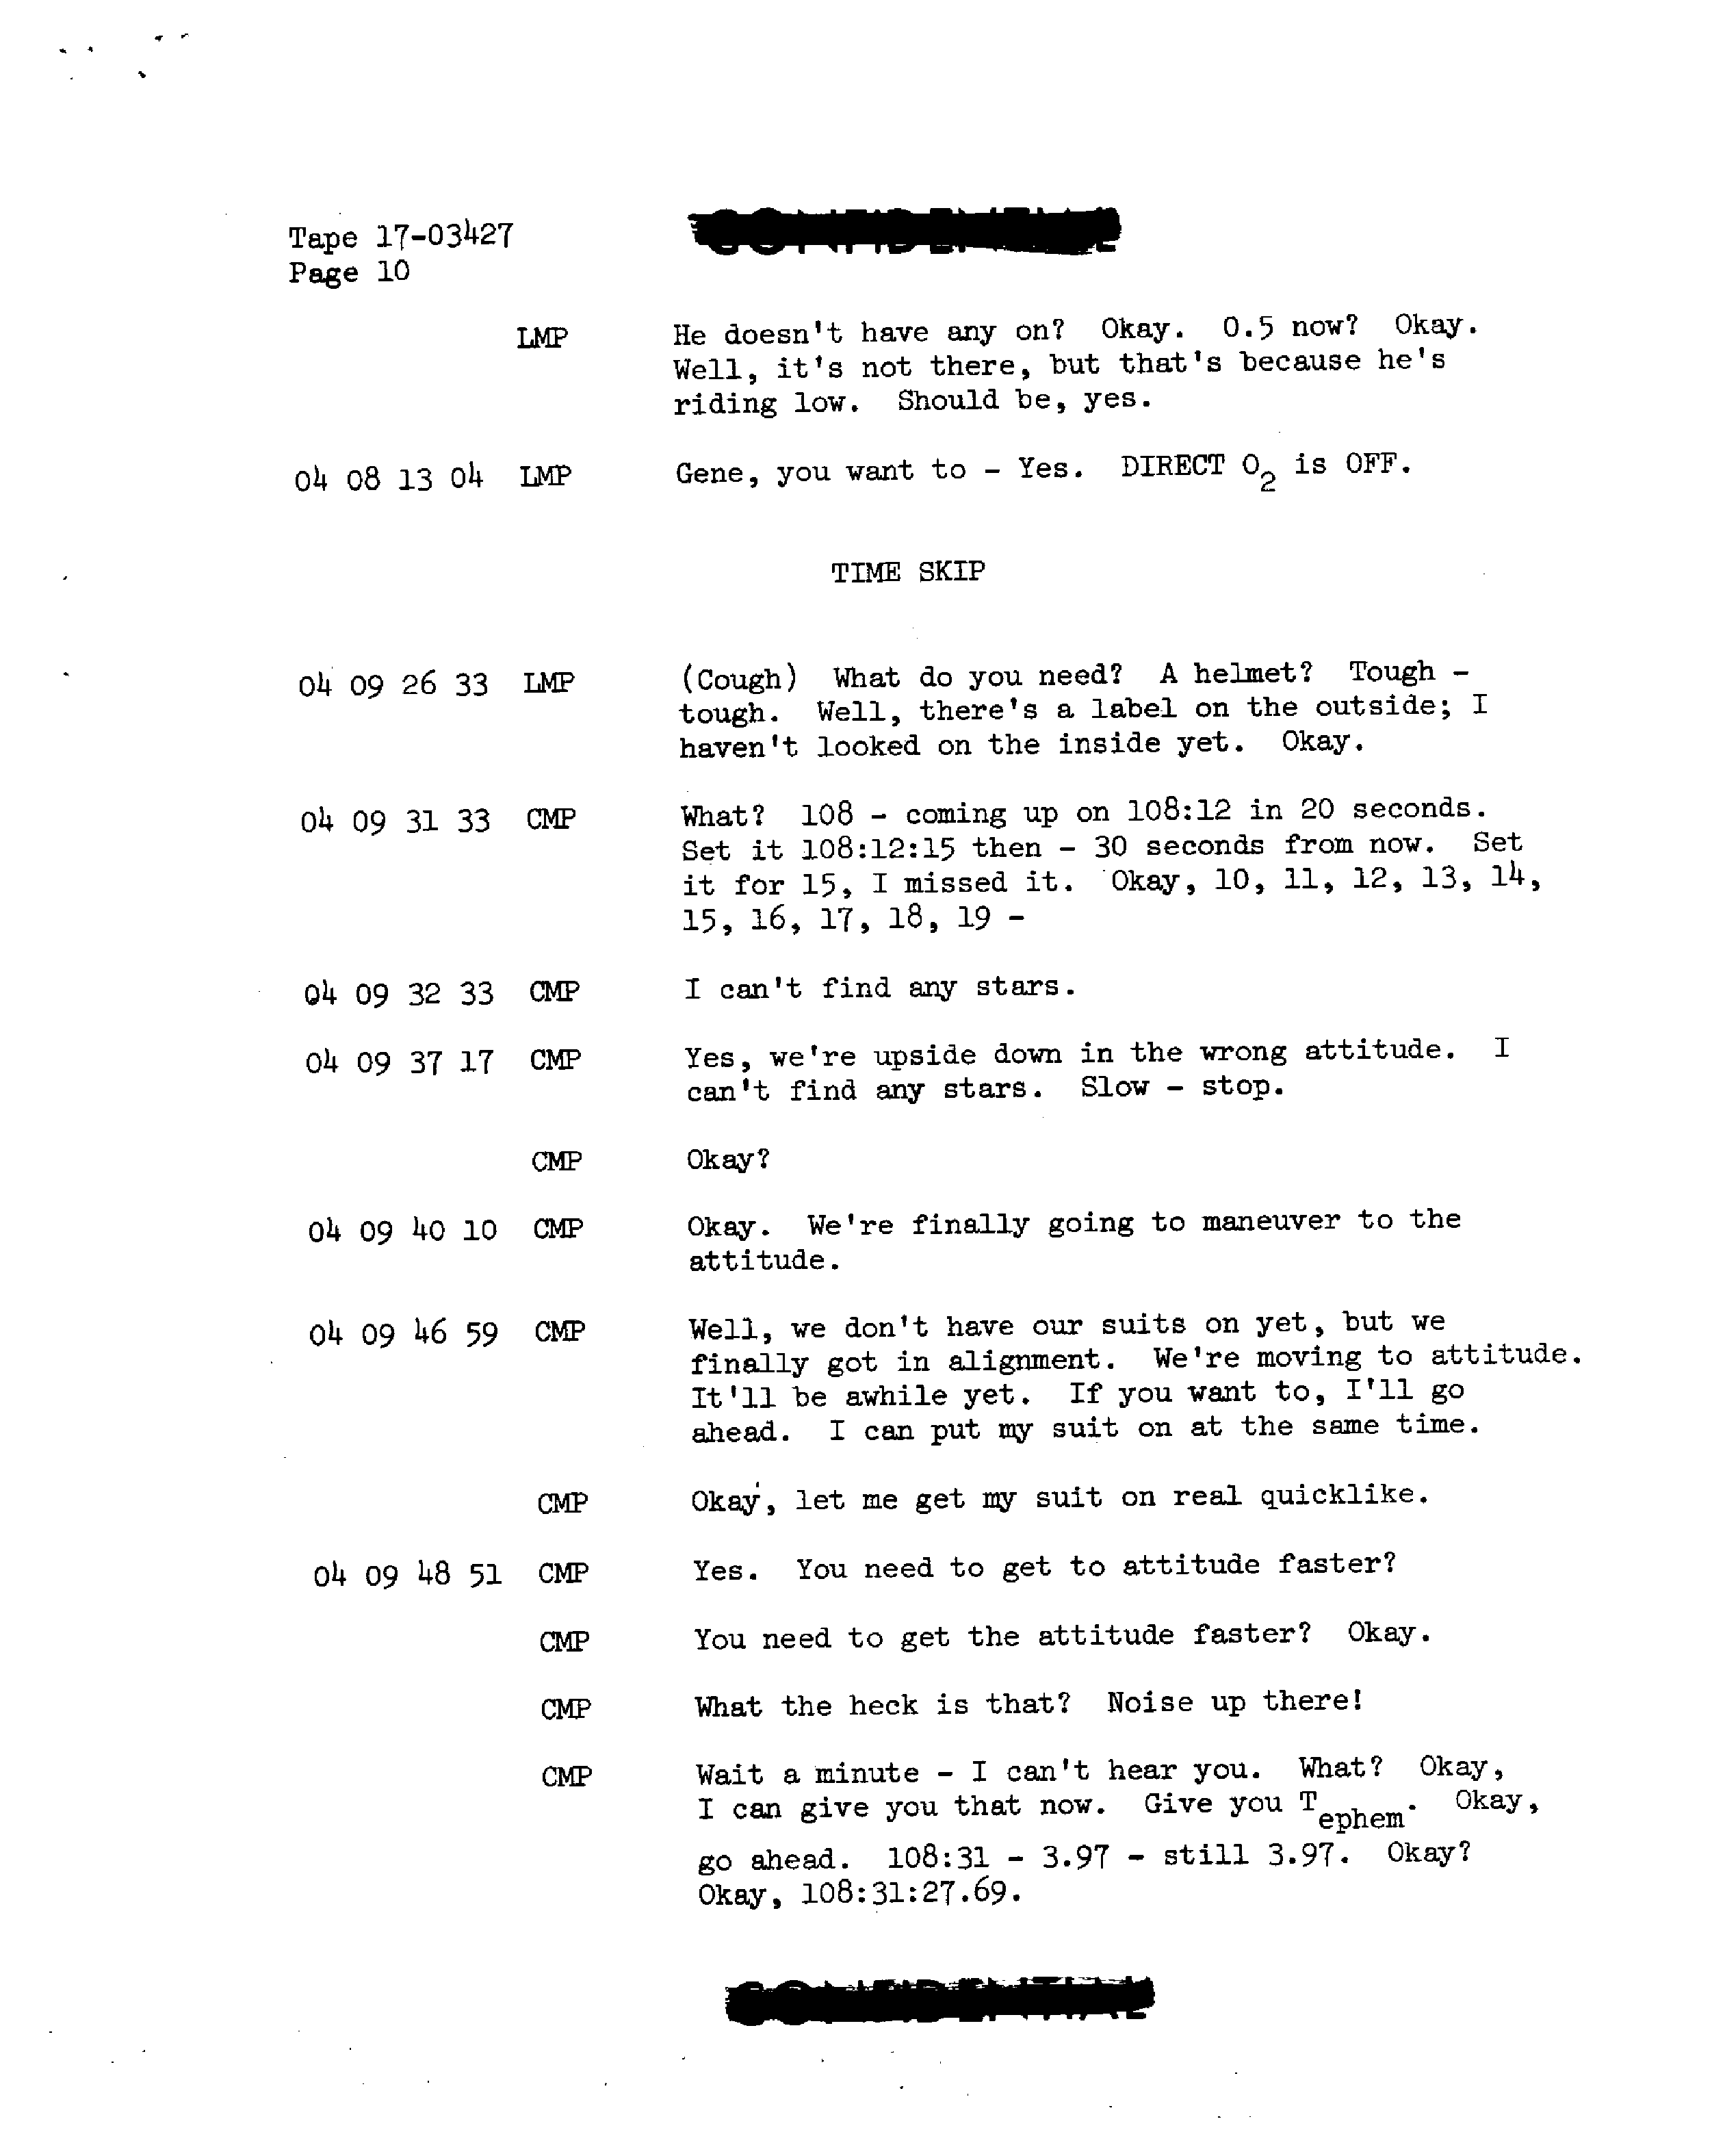 Tape 17-03427
CONFIDENTIAL
Page 10
LMP He doesn't have any on? Okay. 0.5 now? Okay.
Well, it's not there, but that's because he's
riding low. Should be, yes.
04 08 13 04 LMP Gene, you want to - Yes. DIRECT O2 is OFF.
TIME SKIP
04 09 26 33 LMP (Cough) What do you need? A helmet? Tough -
tough. Well, there's a label on the outside; I
haven't looked on the inside yet. Okay.
04 09 31 33 CMP What? 108 - coming up on 108:12 in 20 seconds.
Set it 108:12:15 then - 30 seconds from now. Set
it for 15, I missed it. Okay, 10, 11, 12, 13, 14,
15, 16, 17, 18, 19 -
04 09 32 33 CMP I can't find any stars.
04 09 37 17 CMP Yes, we're upside down in the wrong attitude. I
can't find any stars. Slow - stop.
CMP Okay?
04 09 40 10 CMP Okay. We're finally going to maneuver to the
attitude.
04 09 46 59 CMP Well, we don't have our suits on yet, but we
finally got in alignment. We're moving to attitude.
It'll be awhile yet. If you want to, I'll go
ahead. I can put my suit on at the same time.
CMP Okay, let me get my suit on real quicklike.
04 09 48 51 CMP Yes. You need to get to attitude faster?
CMP You need to get the attitude faster? Okay.
CMP What the heck is that? Noise up there!
CMP Wait a minute - I can't hear you. What? Okay,
I can give you that now. Give you Tephem. Okay,
go ahead. 108:31 - 3.97 - still 3.97. Okay?
Okay, 108:31:27.69.
CONFIDENTIAL